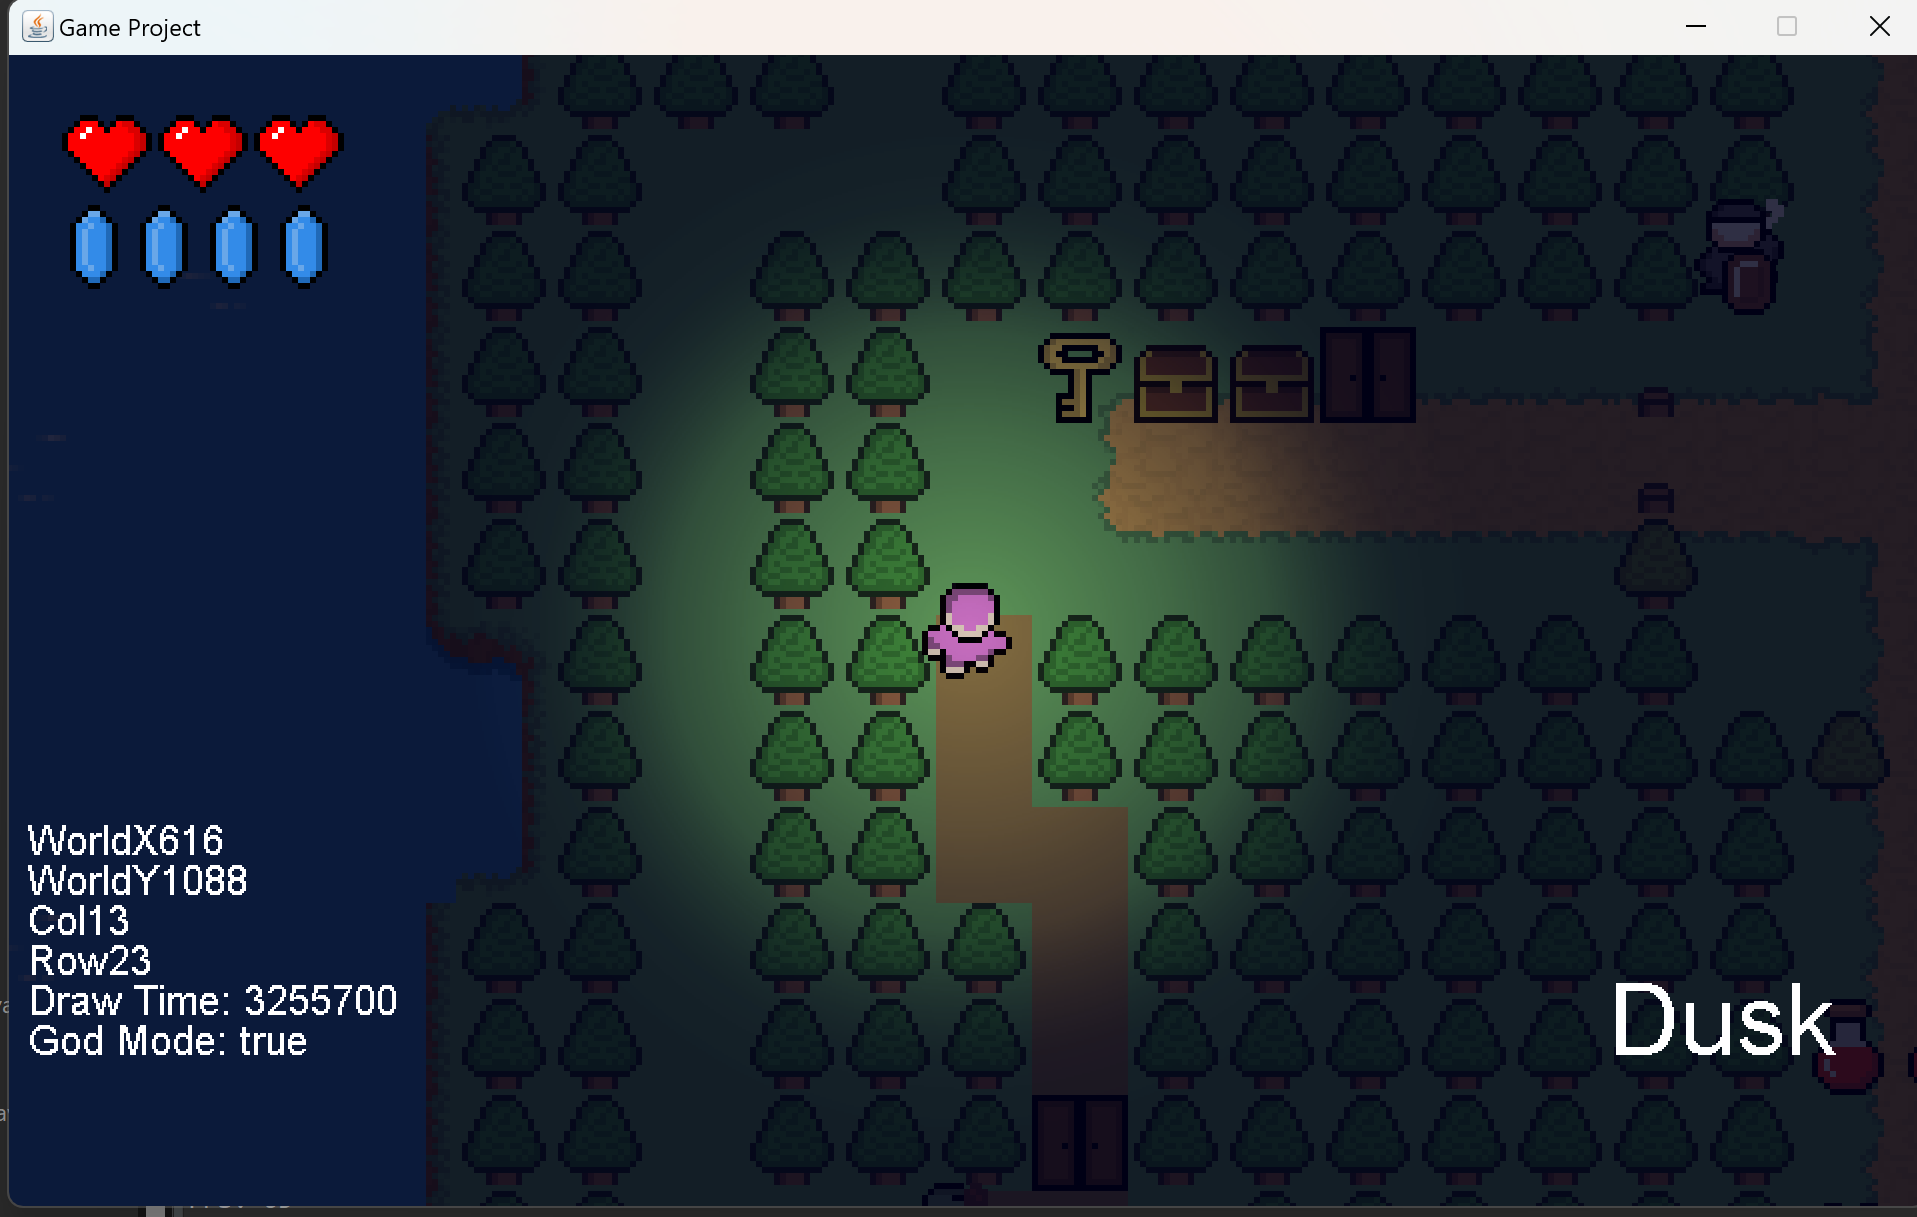 Game Project
WorldX616
WorldY1088
Col13
Row23
Draw Time: 3255700
God Mode: true
Dusk